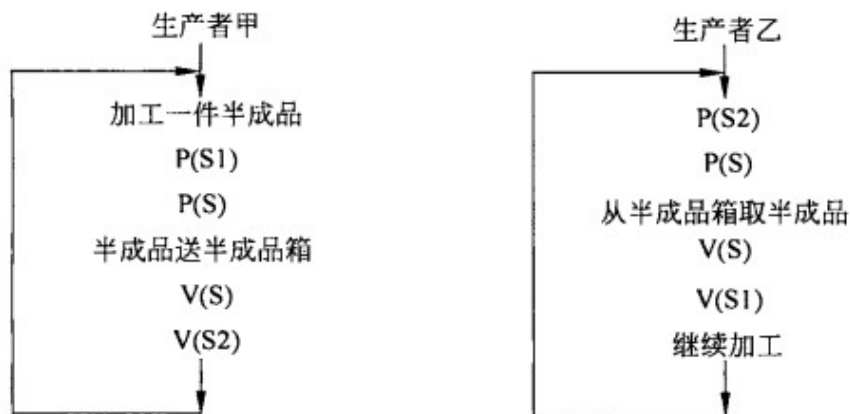 生产者甲
加工一件半成品
P(S1)
P(S)
半成品送半成品箱
V(S)
V(S2)
生产者乙
P(S2)
P(S)
从半成品箱取半成品
V(S)
V(S1)
继续加工